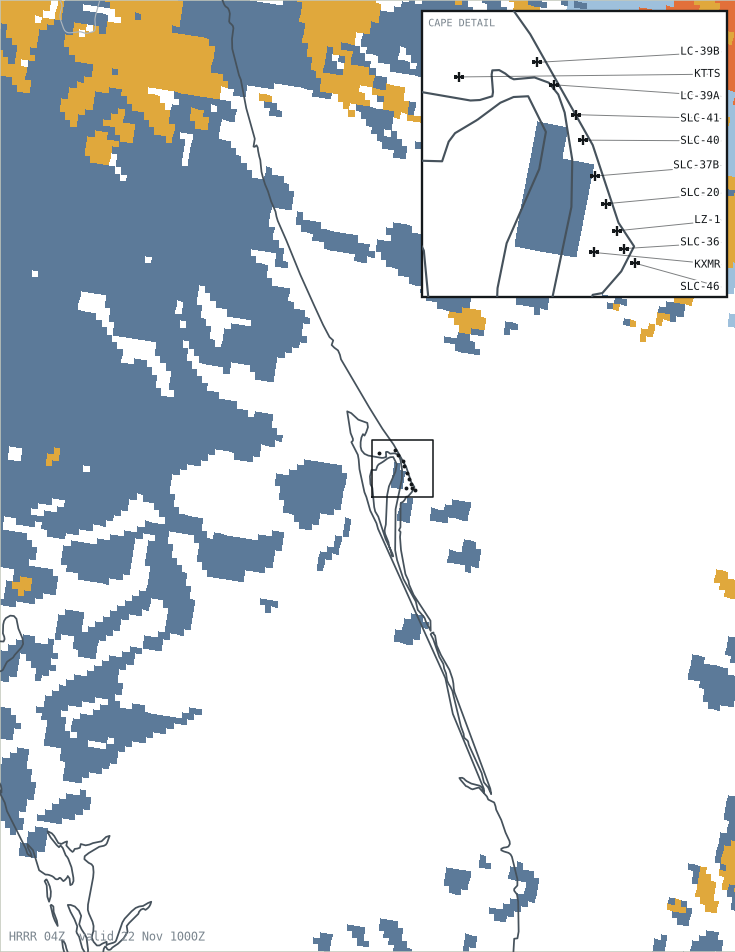 CAPE DETAIL
LC-39B
KTTS
LC-39A
SLC-41
SLC-40
SLC-37B
SLC-20
LZ-1
SLC-36
KXMR
SLC-46
HRRR 04Z  valid 22 Nov 1000Z